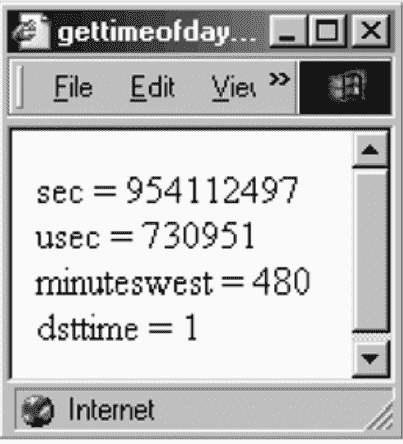 gettimeofday...
File Edit Viev »
sec = 954112497
usec = 730951
minuteswest = 480
dsttime = 1
Internet